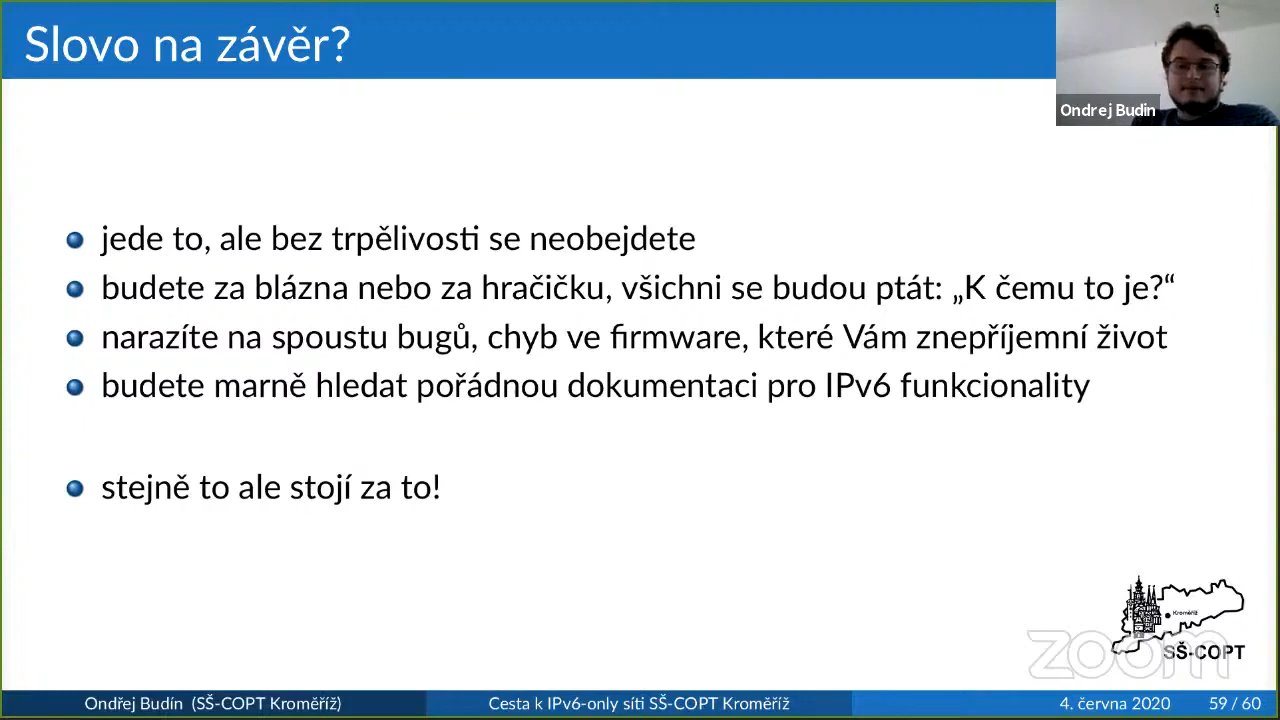 Slovo na závěr?
Ondrej Budin
jede to, ale bez trpělivosti se neobejdete
budete za blázna nebo za hračičku, všichni se budou ptát: „K čemu to je?“
narazíte na spoustu bugů, chyb ve firmware, které Vám znepříjemní život
budete marně hledat pořádnou dokumentaci pro IPv6 funkcionality
stejně to ale stojí za to!
Kroměříž
zoom
SŠ-COPT
Ondřej Budín (SŠ-COPT Kroměříž) Cesta k IPv6-only síti SŠ-COPT Kroměříž 4. června 2020 59 / 60